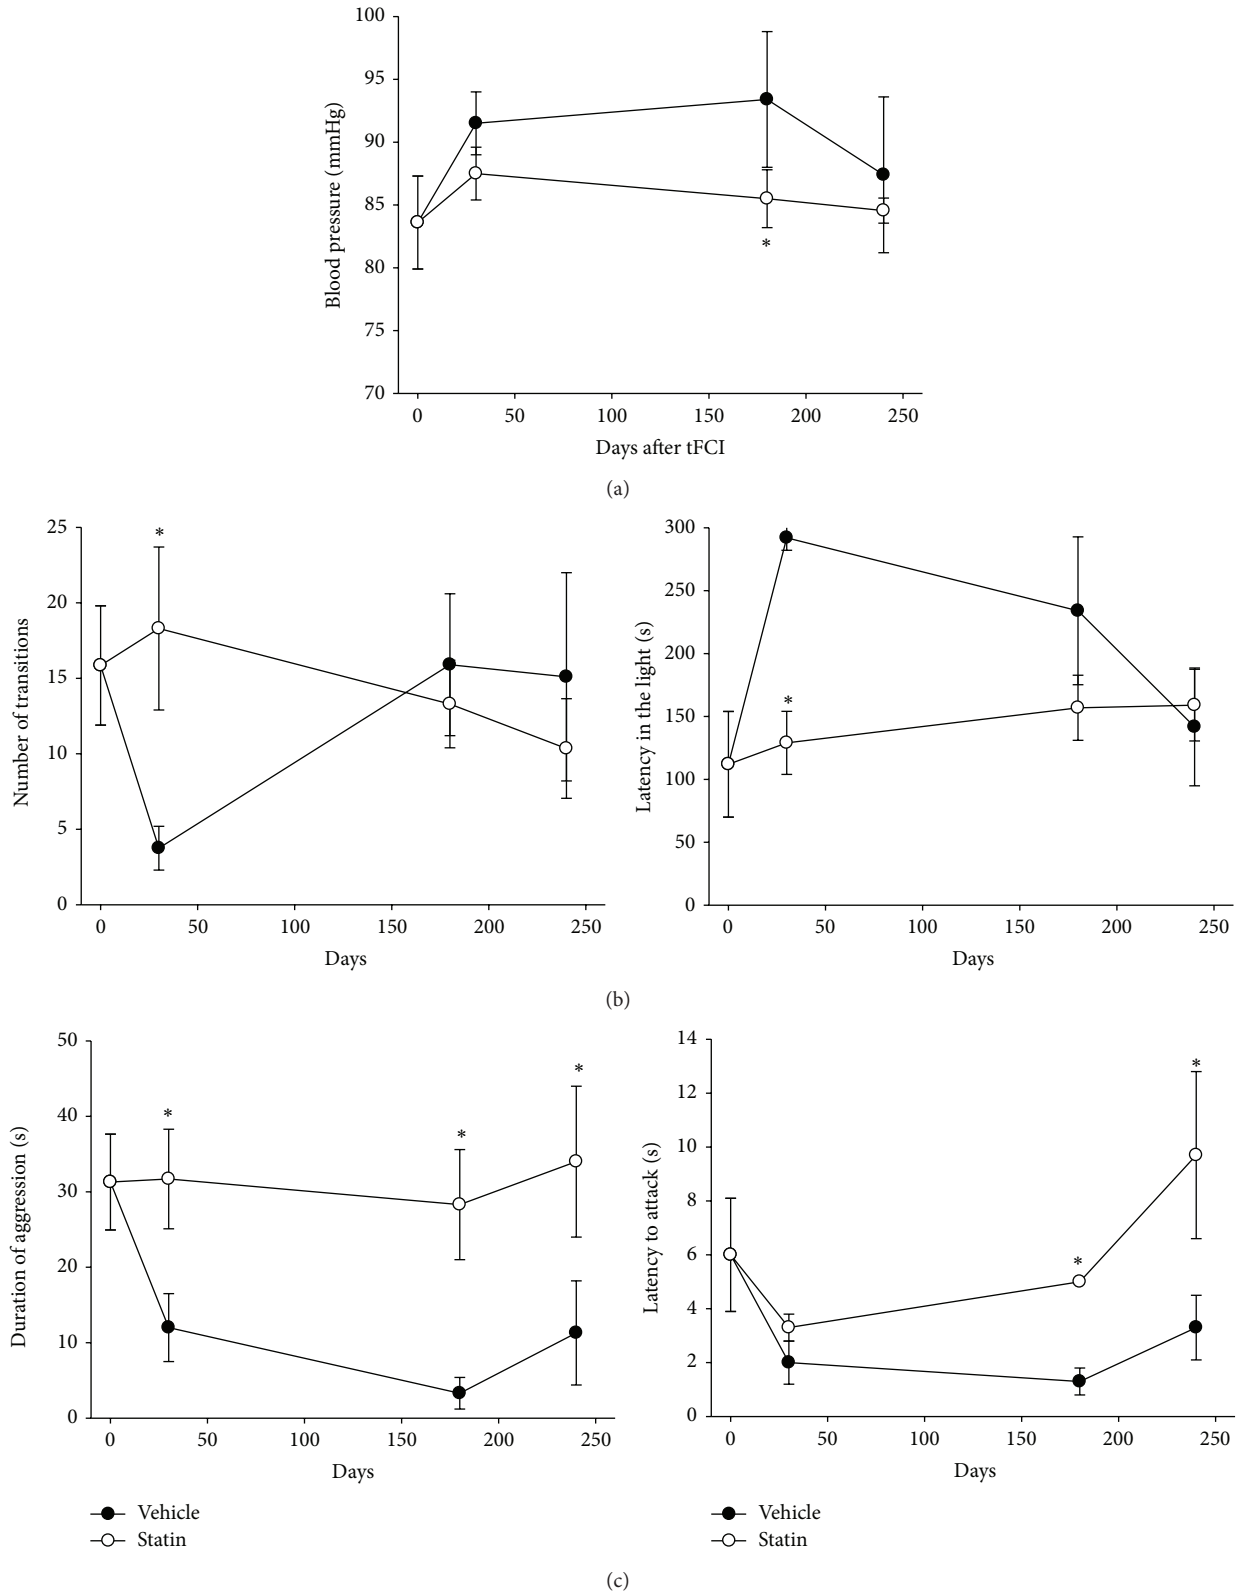 100
95
90
85
80
75
70
Blood pressure (mmHg)
*
0 50 100 150 200 250
Days after tFCI
(a)
25
20
15
10
5
0
Number of transitions
*
0 50 100 150 200 250
Days
300
250
200
150
100
50
0
Latency in the light (s)
*
0 50 100 150 200 250
Days
(b)
50
40
30
20
10
0
Duration of aggression (s)
* * *
0 50 100 150 200 250
Days
Vehicle
Statin
14
12
10
8
6
4
2
0
Latency to attack (s)
* *
0 50 100 150 200 250
Days
Vehicle
Statin
(c)